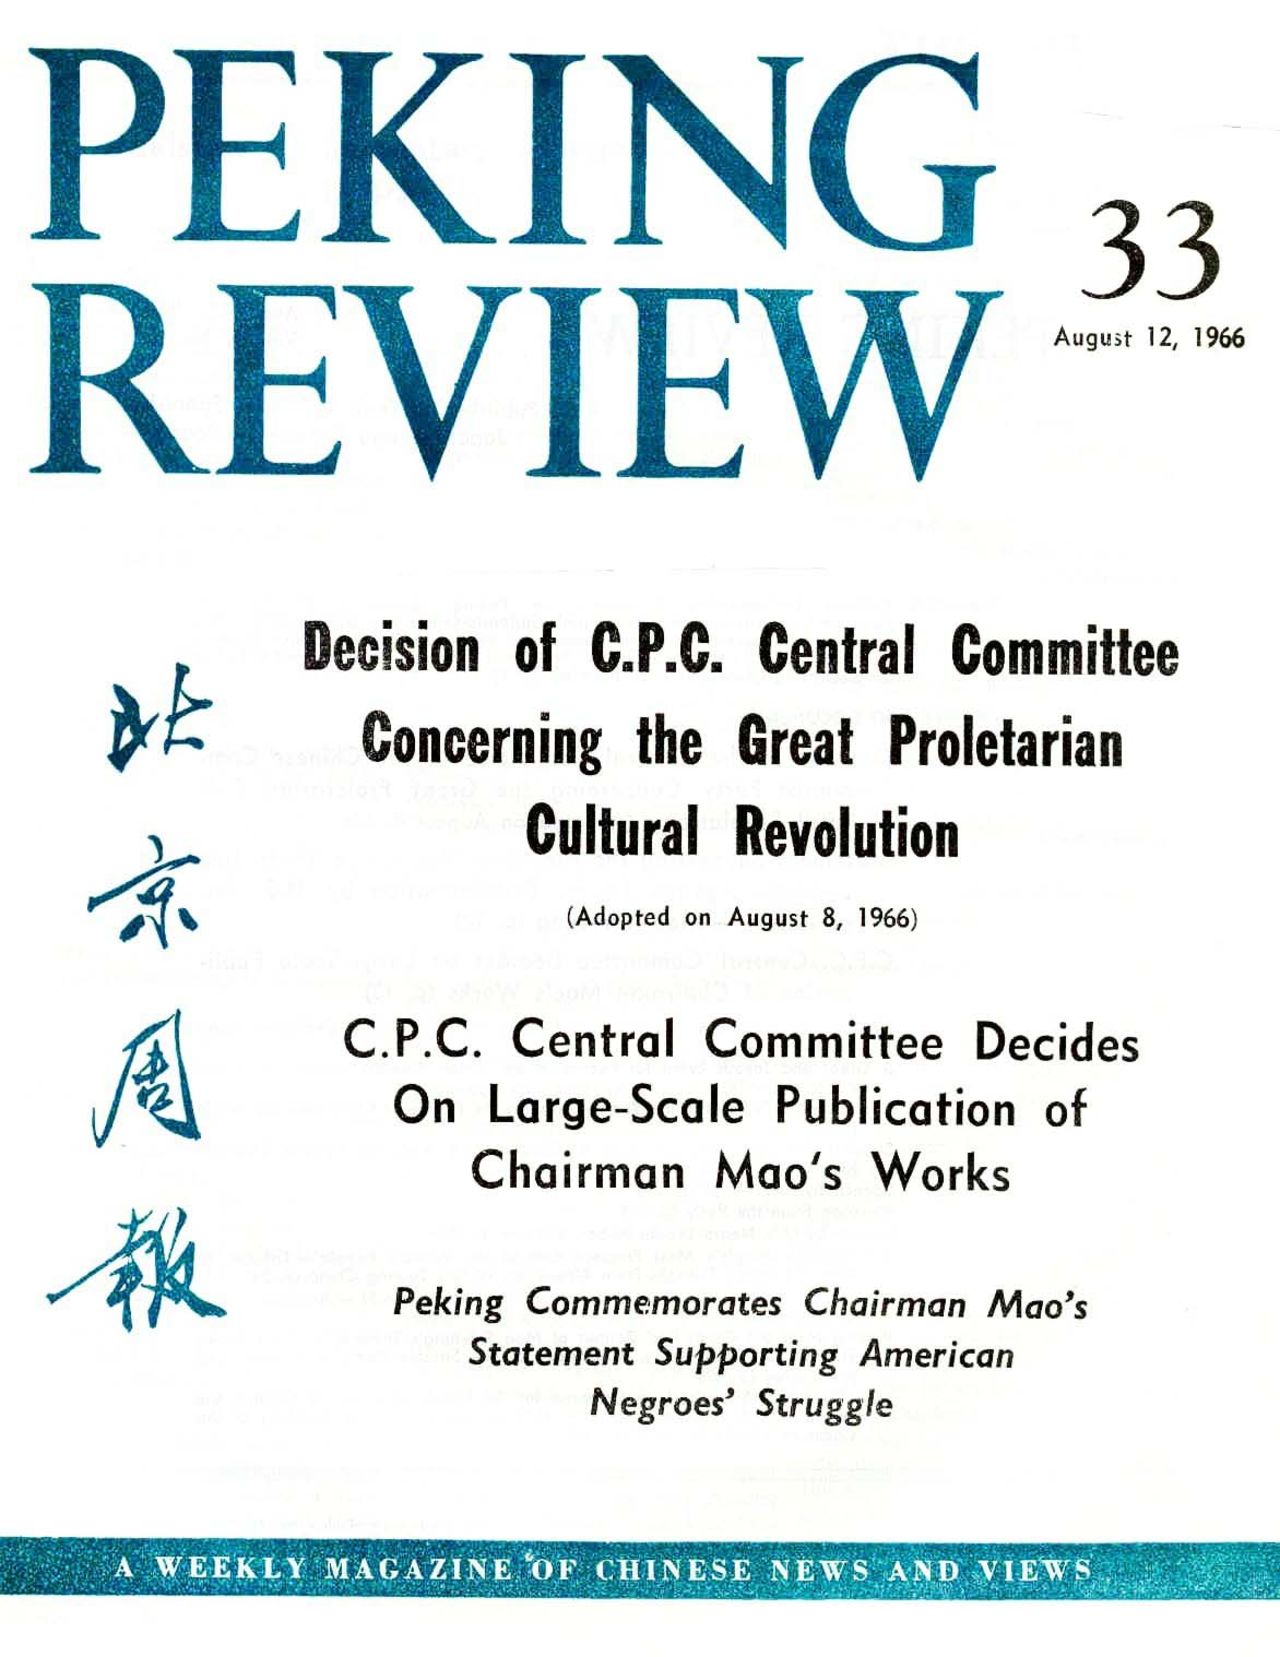 PEKING
REVIEW
33
August 12, 1966
北京周報
Decision of C.P.C. Central Committee
Concerning the Great Proletarian
Cultural Revolution
(Adopted on August 8, 1966)
C.P.C. Central Committee Decides
On Large-Scale Publication of
Chairman Mao's Works
Peking Commemorates Chairman Mao's
Statement Supporting American
Negroes' Struggle
A WEEKLY MAGAZINE OF CHINESE NEWS AND VIEWS